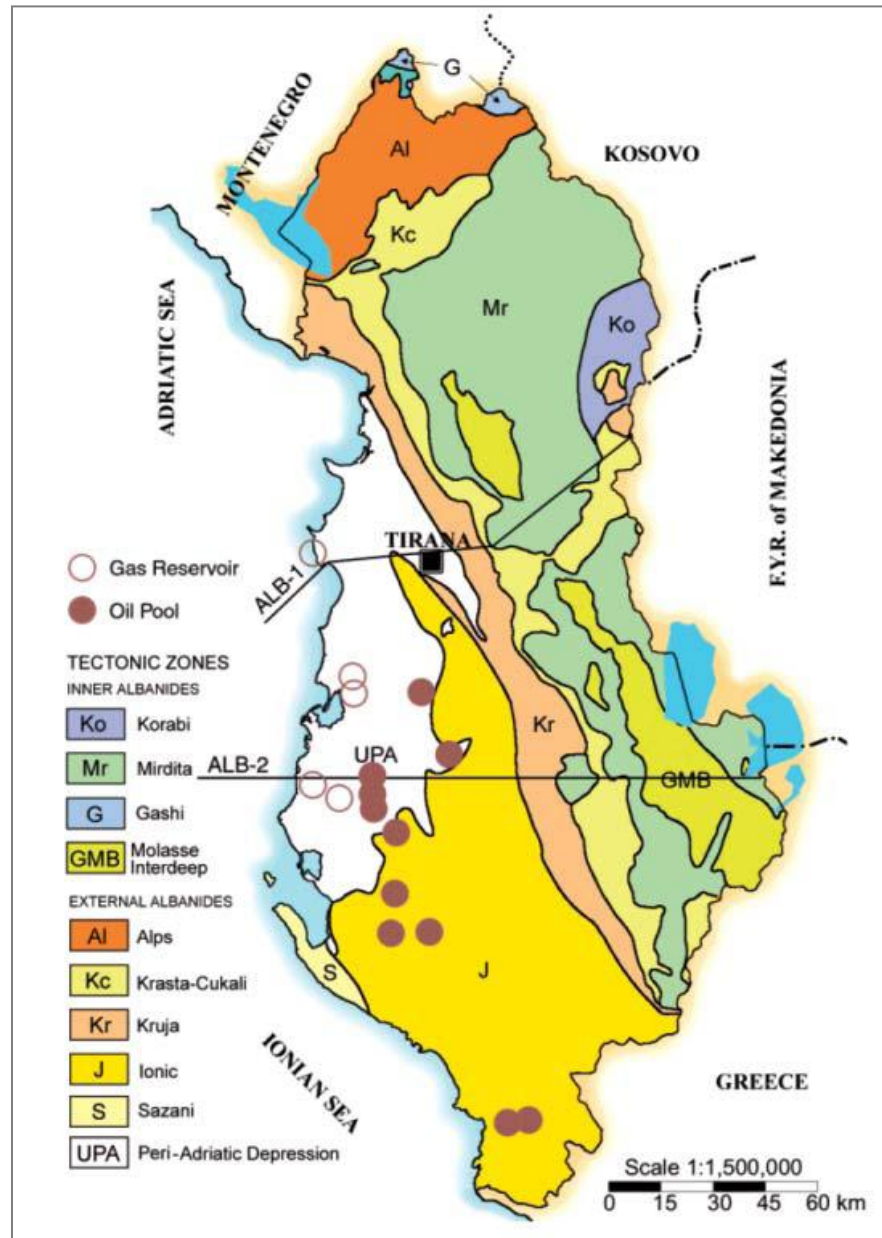 G
MONTENEGRO
KOSOVO
Al
Kc
Mr
Ko
ADRIATIC SEA
F.Y.R. of MAKEDONIA
TIRANA
ALB-1
Gas Reservoir
Oil Pool
TECTONIC ZONES
INNER ALBANIDES
Ko Korabi
Mr Mirdita
G Gashi
GMB Molasse
Interdeep
EXTERNAL ALBANIDES
Al Alps
Kc Krasta-Cukali
Kr Kruja
J Ionic
S Sazani
UPA Peri-Adriatic Depression
UPA
ALB-2
Kr
GMB
J
S
IONIAN SEA
GREECE
Scale 1:1,500,000
0 15 30 45 60 km